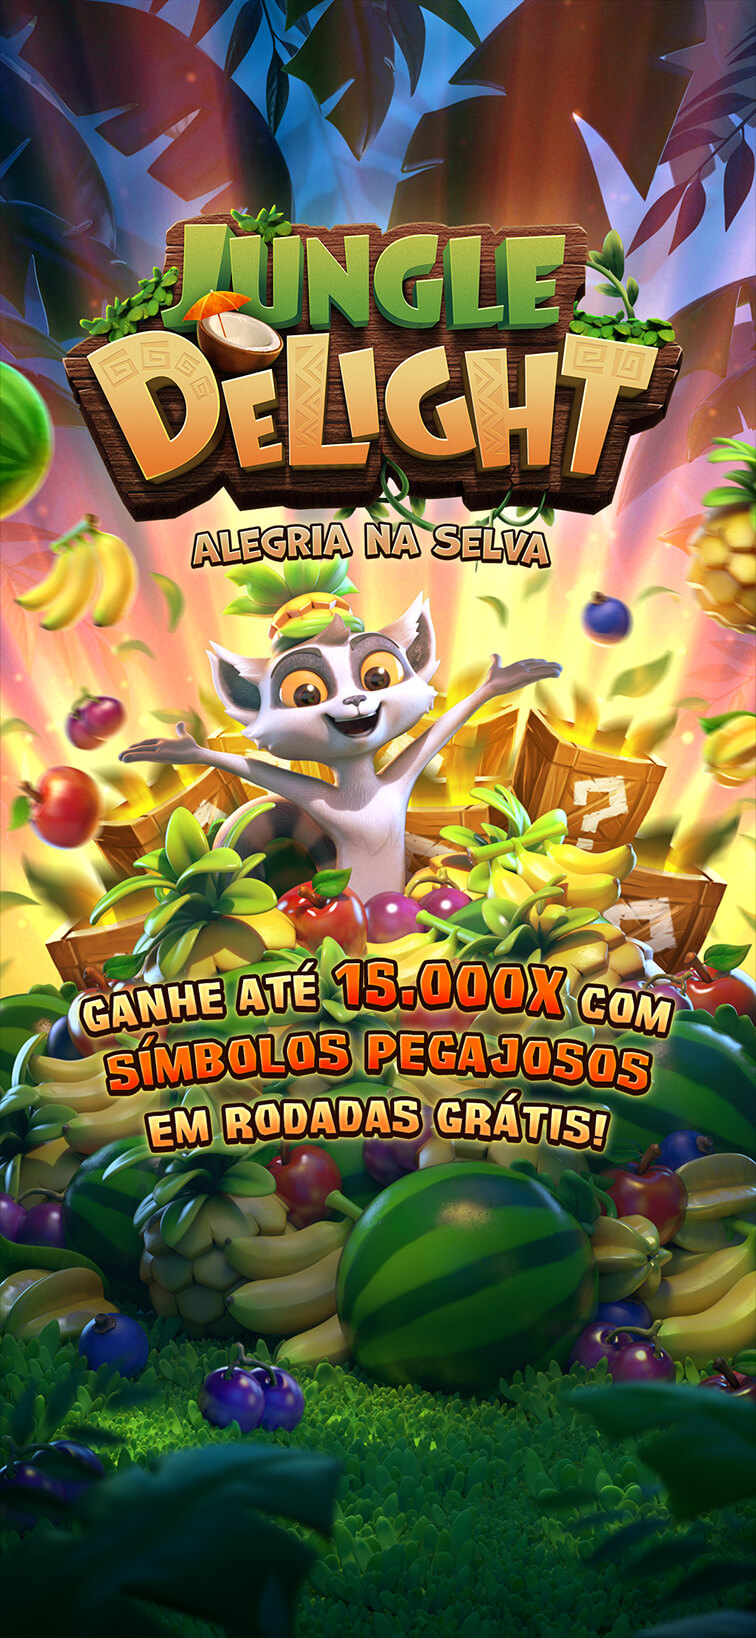 JUNGLE
DELIGHT
ALEGRIA NA SELVA
?
?
GANHE ATÉ 15.000X COM
SÍMBOLOS PEGAJOSOS
EM RODADAS GRÁTIS!